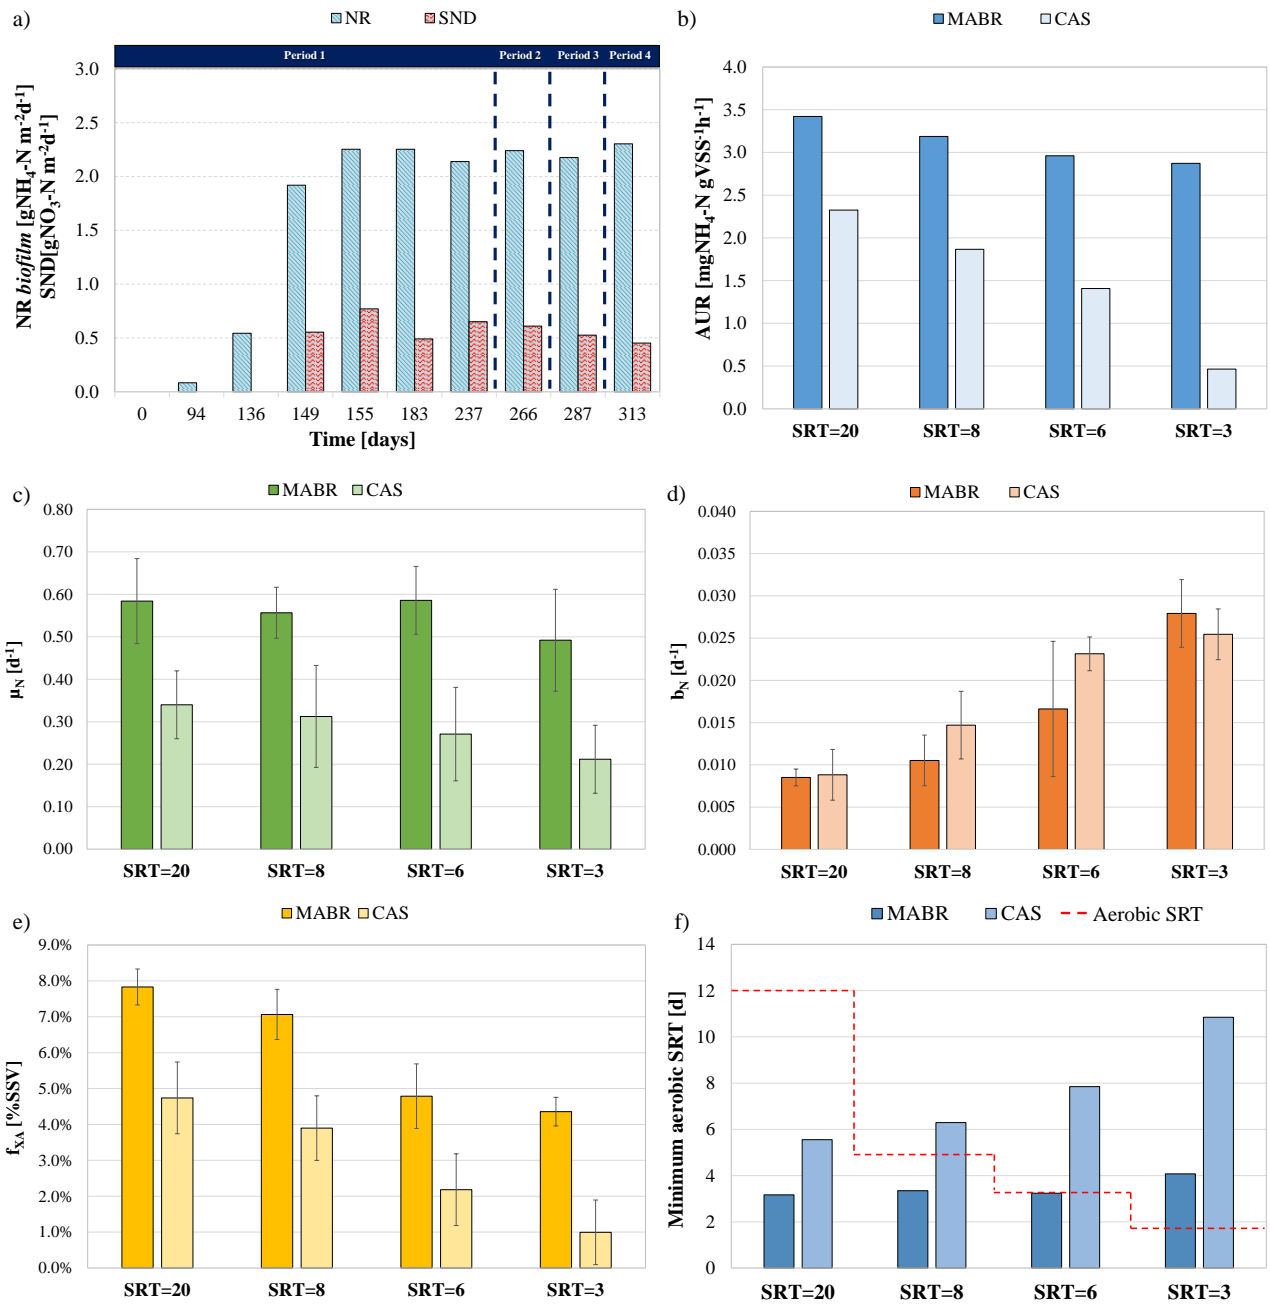 a)
NR SND
Period 1 Period 2 Period 3 Period 4
NR biofilm [gNH₄-N m⁻²d⁻¹]
SND[gNO₃-N m⁻²d⁻¹]
3.0
2.5
2.0
1.5
1.0
0.5
0.0
0 94 136 149 155 183 237 266 287 313
Time [days]
b)
MABR CAS
AUR [mgNH₄-N gVSS⁻¹h⁻¹]
4.0
3.5
3.0
2.5
2.0
1.5
1.0
0.5
0.0
SRT=20 SRT=8 SRT=6 SRT=3
c)
MABR CAS
μ_N [d⁻¹]
0.80
0.70
0.60
0.50
0.40
0.30
0.20
0.10
0.00
SRT=20 SRT=8 SRT=6 SRT=3
d)
MABR CAS
b_N [d⁻¹]
0.040
0.035
0.030
0.025
0.020
0.015
0.010
0.005
0.000
SRT=20 SRT=8 SRT=6 SRT=3
e)
MABR CAS
f_XA [%SSV]
9.0%
8.0%
7.0%
6.0%
5.0%
4.0%
3.0%
2.0%
1.0%
0.0%
SRT=20 SRT=8 SRT=6 SRT=3
f)
MABR CAS Aerobic SRT
Minimum aerobic SRT [d]
14
12
10
8
6
4
2
0
SRT=20 SRT=8 SRT=6 SRT=3